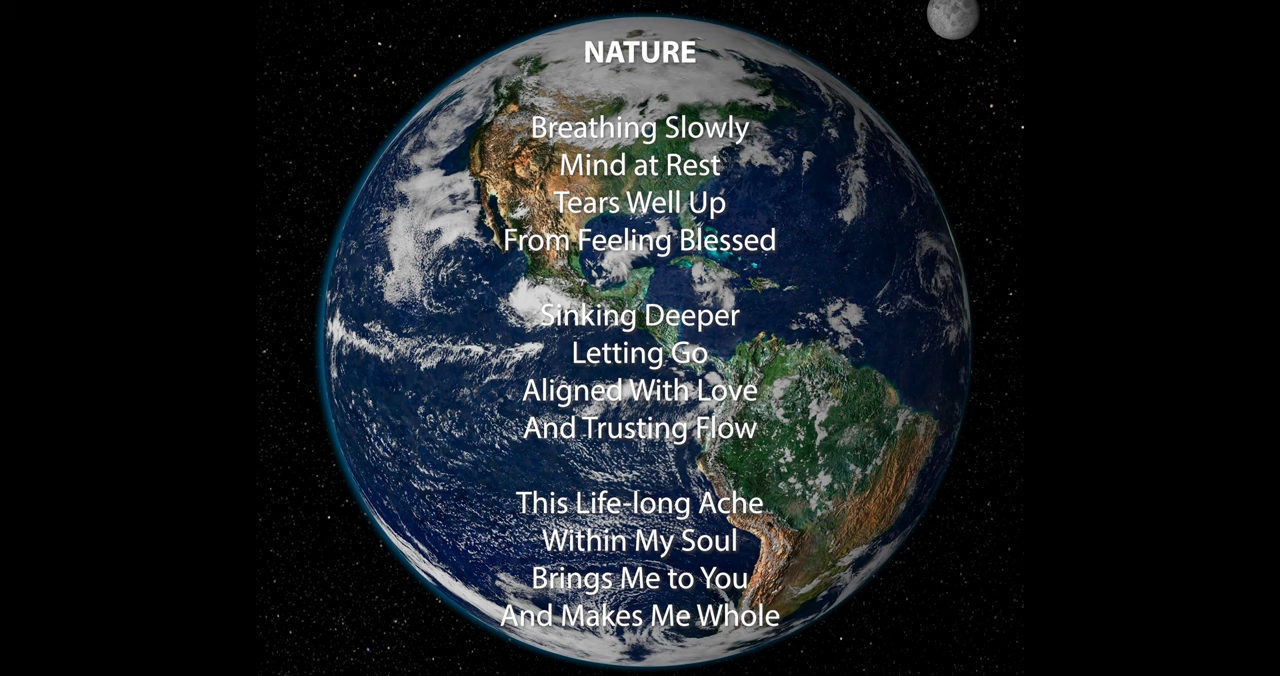 NATURE
Breathing Slowly
Mind at Rest
Tears Well Up
From Feeling Blessed
Sinking Deeper
Letting Go
Aligned With Love
And Trusting Flow
This Life-long Ache
Within My Soul
Brings Me to You
And Makes Me Whole